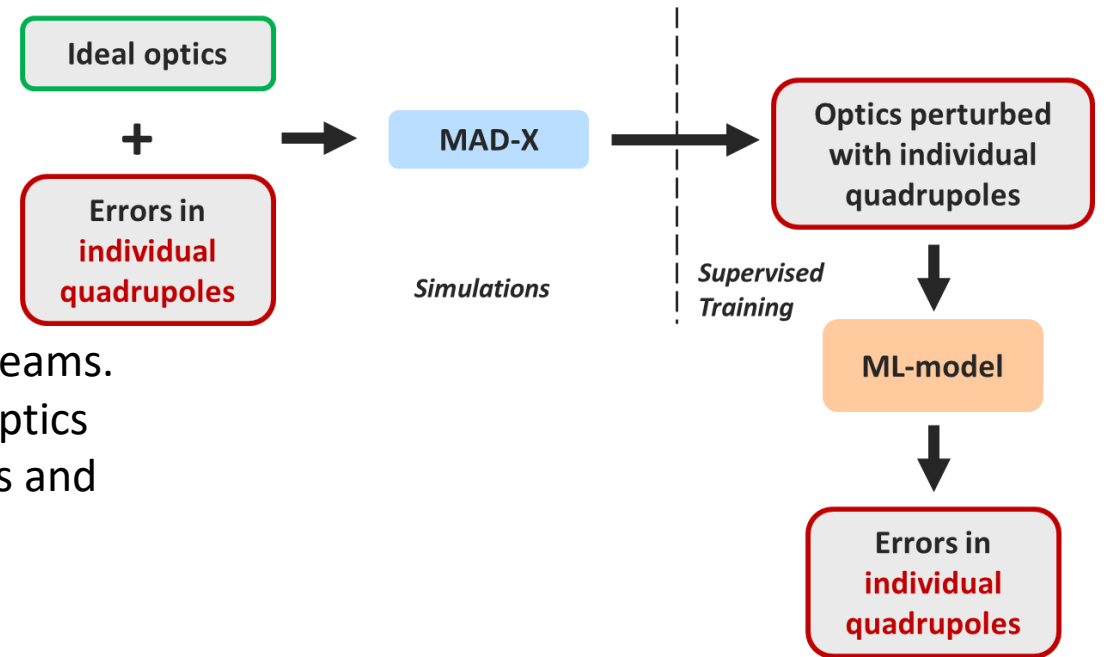 Ideal optics
+
Errors in
individual
quadrupoles
MAD-X
Simulations
Supervised
Training
Optics perturbed
with individual
quadrupoles
ML-model
Errors in
individual
quadrupoles
eams.
ptics
s and